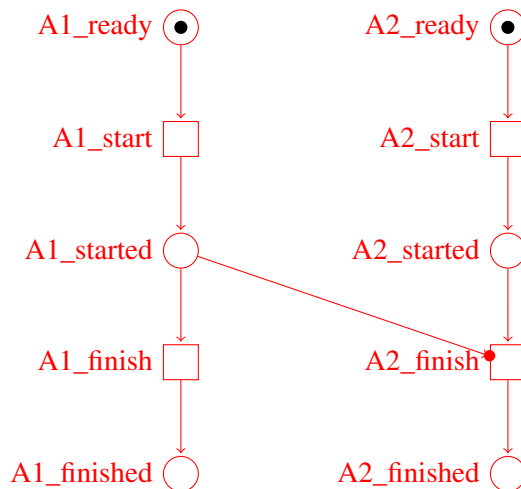 A1_ready
A2_ready
A1_start
A2_start
A1_started
A2_started
A1_finish
A2_finish
A1_finished
A2_finished